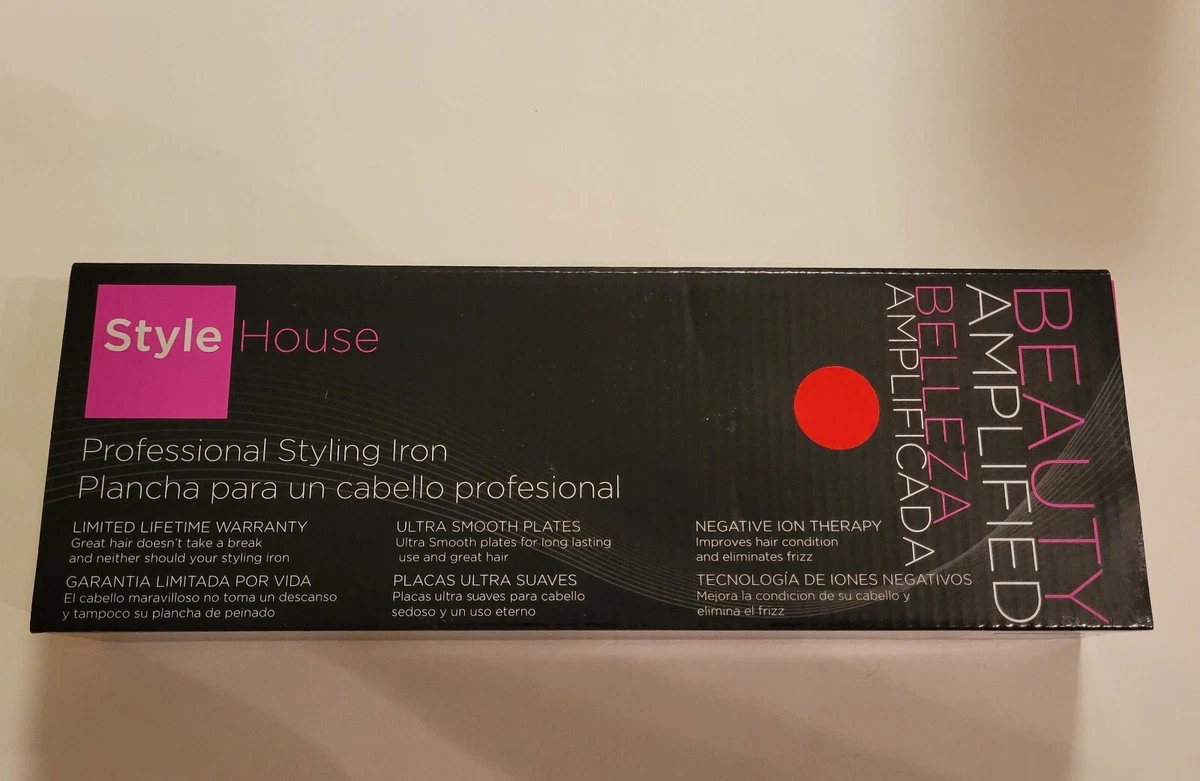 Style House
Professional Styling Iron
Plancha para un cabello profesional
LIMITED LIFETIME WARRANTY
Great hair doesn't take a break
and neither should your styling iron
GARANTIA LIMITADA POR VIDA
El cabello maravilloso no toma un descanso
y tampoco su plancha de peinado
ULTRA SMOOTH PLATES
Ultra Smooth plates for long lasting
use and great hair
PLACAS ULTRA SUAVES
Placas ultra suaves para cabello
sedoso y un uso eterno
NEGATIVE ION THERAPY
Improves hair condition
and eliminates frizz
TECNOLOGÍA DE IONES NEGATIVOS
Mejora la condicion de su cabello y
elimina el frizz
BEAUTY
AMPLIFIED
BELLEZA
AMPLIFICADA